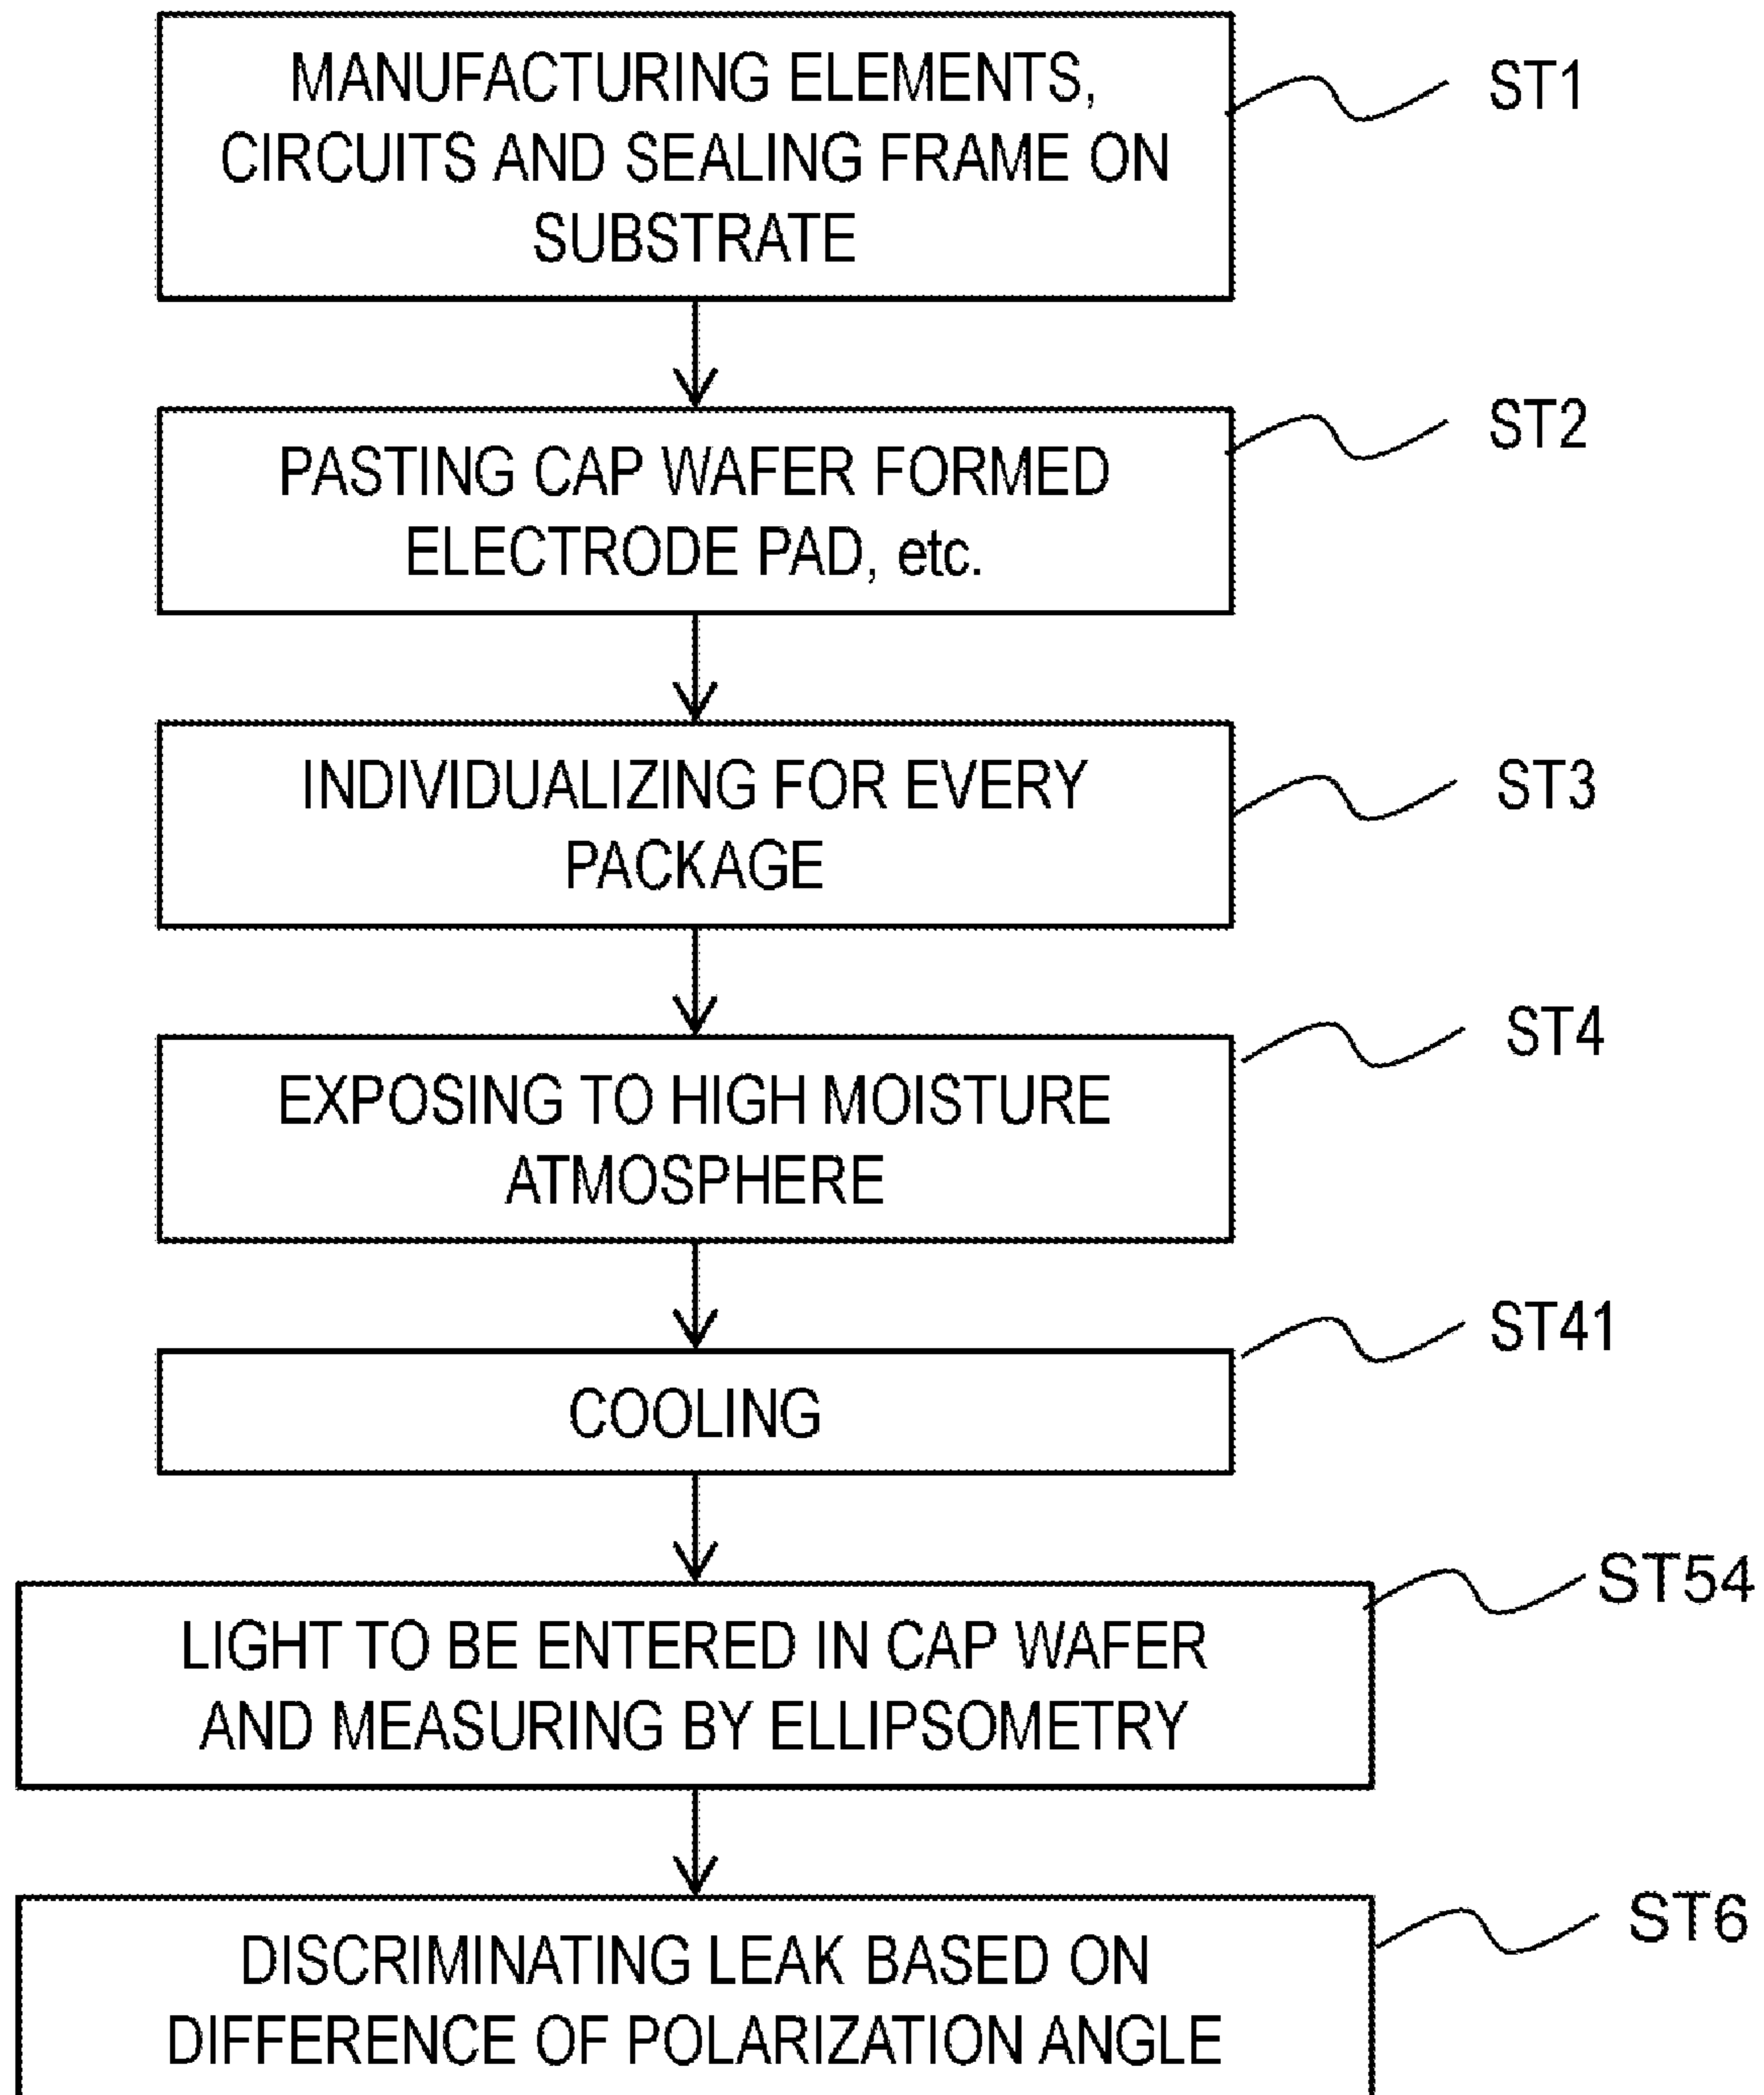 MANUFACTURING ELEMENTS,
CIRCUITS AND SEALING FRAME ON
SUBSTRATE
ST1
PASTING CAP WAFER FORMED
ELECTRODE PAD, etc.
ST2
INDIVIDUALIZING FOR EVERY
PACKAGE
ST3
EXPOSING TO HIGH MOISTURE
ATMOSPHERE
ST4
COOLING
ST41
LIGHT TO BE ENTERED IN CAP WAFER
AND MEASURING BY ELLIPSOMETRY
ST54
DISCRIMINATING LEAK BASED ON
DIFFERENCE OF POLARIZATION ANGLE
ST6